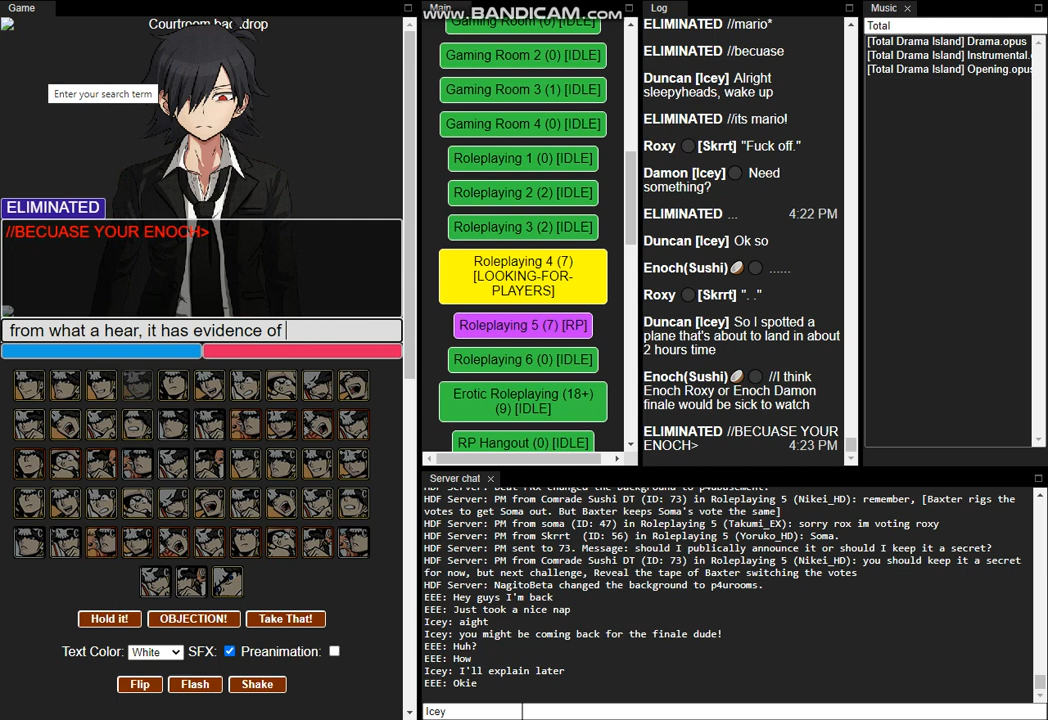 Game
Courtroom ba
drop
Enter your search term
ELIMINATED
//BECUASE YOUR ENOCH>
from what a hear, it has evidence of
Hold it!
OBJECTION!
Take That!
Text Color:
White
SFX:
Preanimation:
Flip
Flash
Shake
Main
www.BANDICAM.com
Gaming Room (0) [IDLE]
Gaming Room 2 (0) [IDLE]
Gaming Room 3 (1) [IDLE]
Gaming Room 4 (0) [IDLE]
Roleplaying 1 (0) [IDLE]
Roleplaying 2 (2) [IDLE]
Roleplaying 3 (2) [IDLE]
Roleplaying 4 (7)
[LOOKING-FOR-
PLAYERS]
Roleplaying 5 (7) [RP]
Roleplaying 6 (0) [IDLE]
Erotic Roleplaying (18+)
(9) [IDLE]
RP Hangout (0) [IDLE]
Log
ELIMINATED //mario*
ELIMINATED //becuase
Duncan [Icey] Alright
sleepyheads, wake up
ELIMINATED //its mario!
Roxy [Skrrt] "Fuck off."
Damon [Icey] Need
something?
ELIMINATED ... 4:22 PM
Duncan [Icey] Ok so
Enoch(Sushi) ......
Roxy [Skrrt] ". ."
Duncan [Icey] So I spotted a
plane that's about to land in about
2 hours time
Enoch(Sushi) //I think
Enoch Roxy or Enoch Damon
finale would be sick to watch
ELIMINATED //BECUASE YOUR
ENOCH> 4:23 PM
Music
Total
[Total Drama Island] Drama.opus
[Total Drama Island] Instrumental.
[Total Drama Island] Opening.opus
Server chat
HDF Server: PM from Comrade Sushi DT (ID: 73) in Roleplaying 5 (Nikei_HD): remember, [Baxter rigs the
votes to get Soma out. But Baxter keeps Soma's vote the same]
HDF Server: PM from soma (ID: 47) in Roleplaying 5 (Takumi_EX): sorry rox im voting roxy
HDF Server: PM from Skrrt (ID: 56) in Roleplaying 5 (Yoruko_HD): Soma.
HDF Server: PM sent to 73. Message: should I publically announce it or should I keep it a secret?
HDF Server: PM from Comrade Sushi DT (ID: 73) in Roleplaying 5 (Nikei_HD): you should keep it a secret
for now, but next challenge, Reveal the tape of Baxter switching the votes
HDF Server: NagitoBeta changed the background to p4urooms.
EEE: Hey guys I'm back
EEE: Just took a nice nap
Icey: aight
Icey: you might be coming back for the finale dude!
EEE: Huh?
EEE: How
Icey: I'll explain later
EEE: Okie
Icey